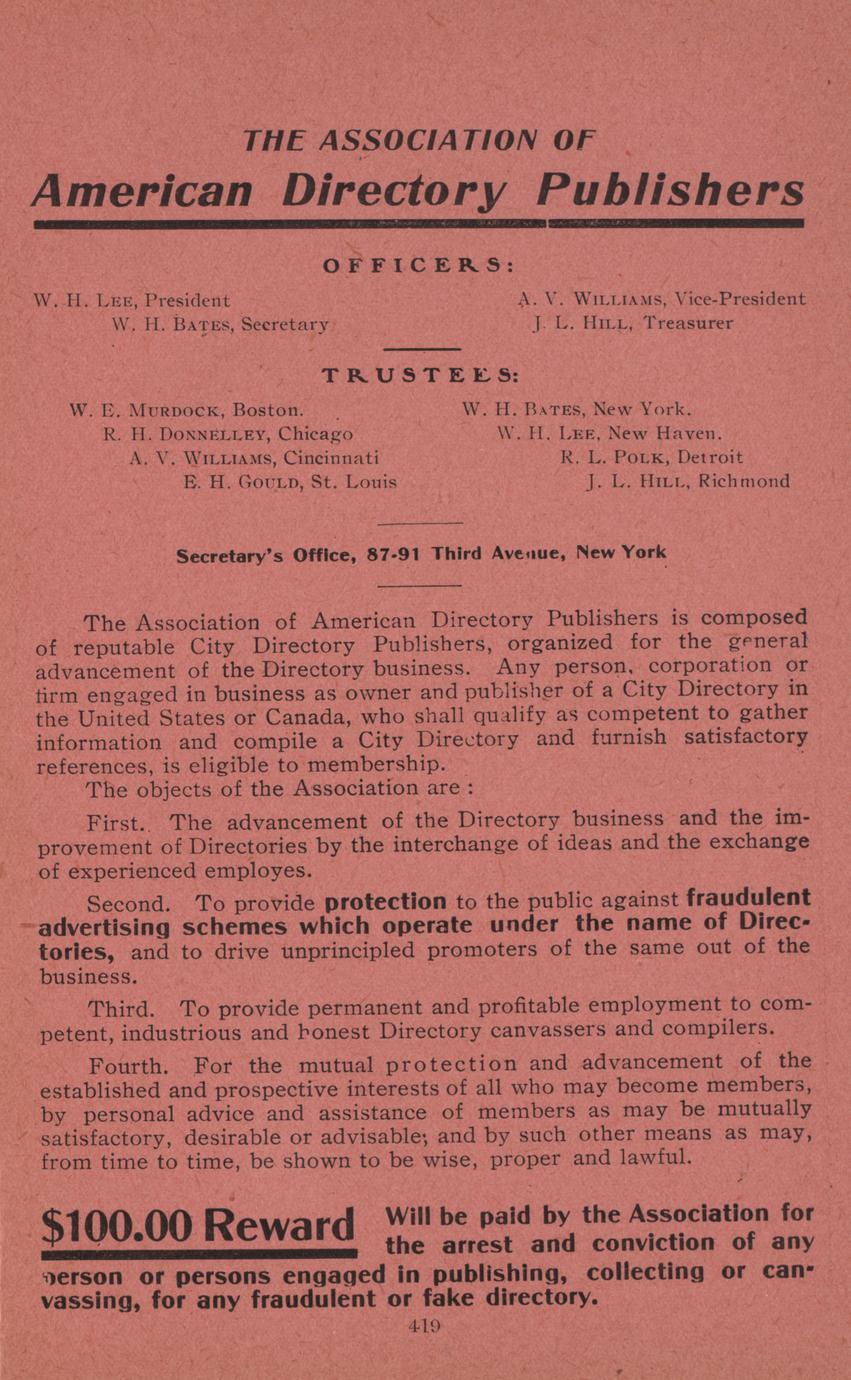 THE ASSOCIATION OF
American Directory Publishers
OFFICERS:
W. H. LEE, President
A. V. WILLIAMS, Vice-President
W. H. BATES, Secretary
J. L. HILL, Treasurer
TRUSTEES:
W. E. MURDOCK, Boston.
W. H. BATES, New York.
R. H. DONNELLEY, Chicago
W. H. LEE, New Haven.
A. V. WILLIAMS, Cincinnati
R. L. POLK, Detroit
E. H. GOULD, St. Louis
J. L. HILL, Richmond
Secretary's Office, 87-91 Third Avenue, New York
The Association of American Directory Publishers is composed
of reputable City Directory Publishers, organized for the general
advancement of the Directory business. Any person, corporation or
firm engaged in business as owner and publisher of a City Directory in
the United States or Canada, who shall qualify as competent to gather
information and compile a City Directory and furnish satisfactory
references, is eligible to membership.
The objects of the Association are :
First. The advancement of the Directory business and the im-
provement of Directories by the interchange of ideas and the exchange
of experienced employes.
Second. To provide protection to the public against fraudulent
advertising schemes which operate under the name of Direc-
tories, and to drive unprincipled promoters of the same out of the
business.
Third. To provide permanent and profitable employment to com-
petent, industrious and honest Directory canvassers and compilers.
Fourth. For the mutual protection and advancement of the
established and prospective interests of all who may become members,
by personal advice and assistance of members as may be mutually
satisfactory, desirable or advisable; and by such other means as may,
from time to time, be shown to be wise, proper and lawful.
$100.00 Reward Will be paid by the Association for
the arrest and conviction of any
person or persons engaged in publishing, collecting or can-
vassing, for any fraudulent or fake directory.
419